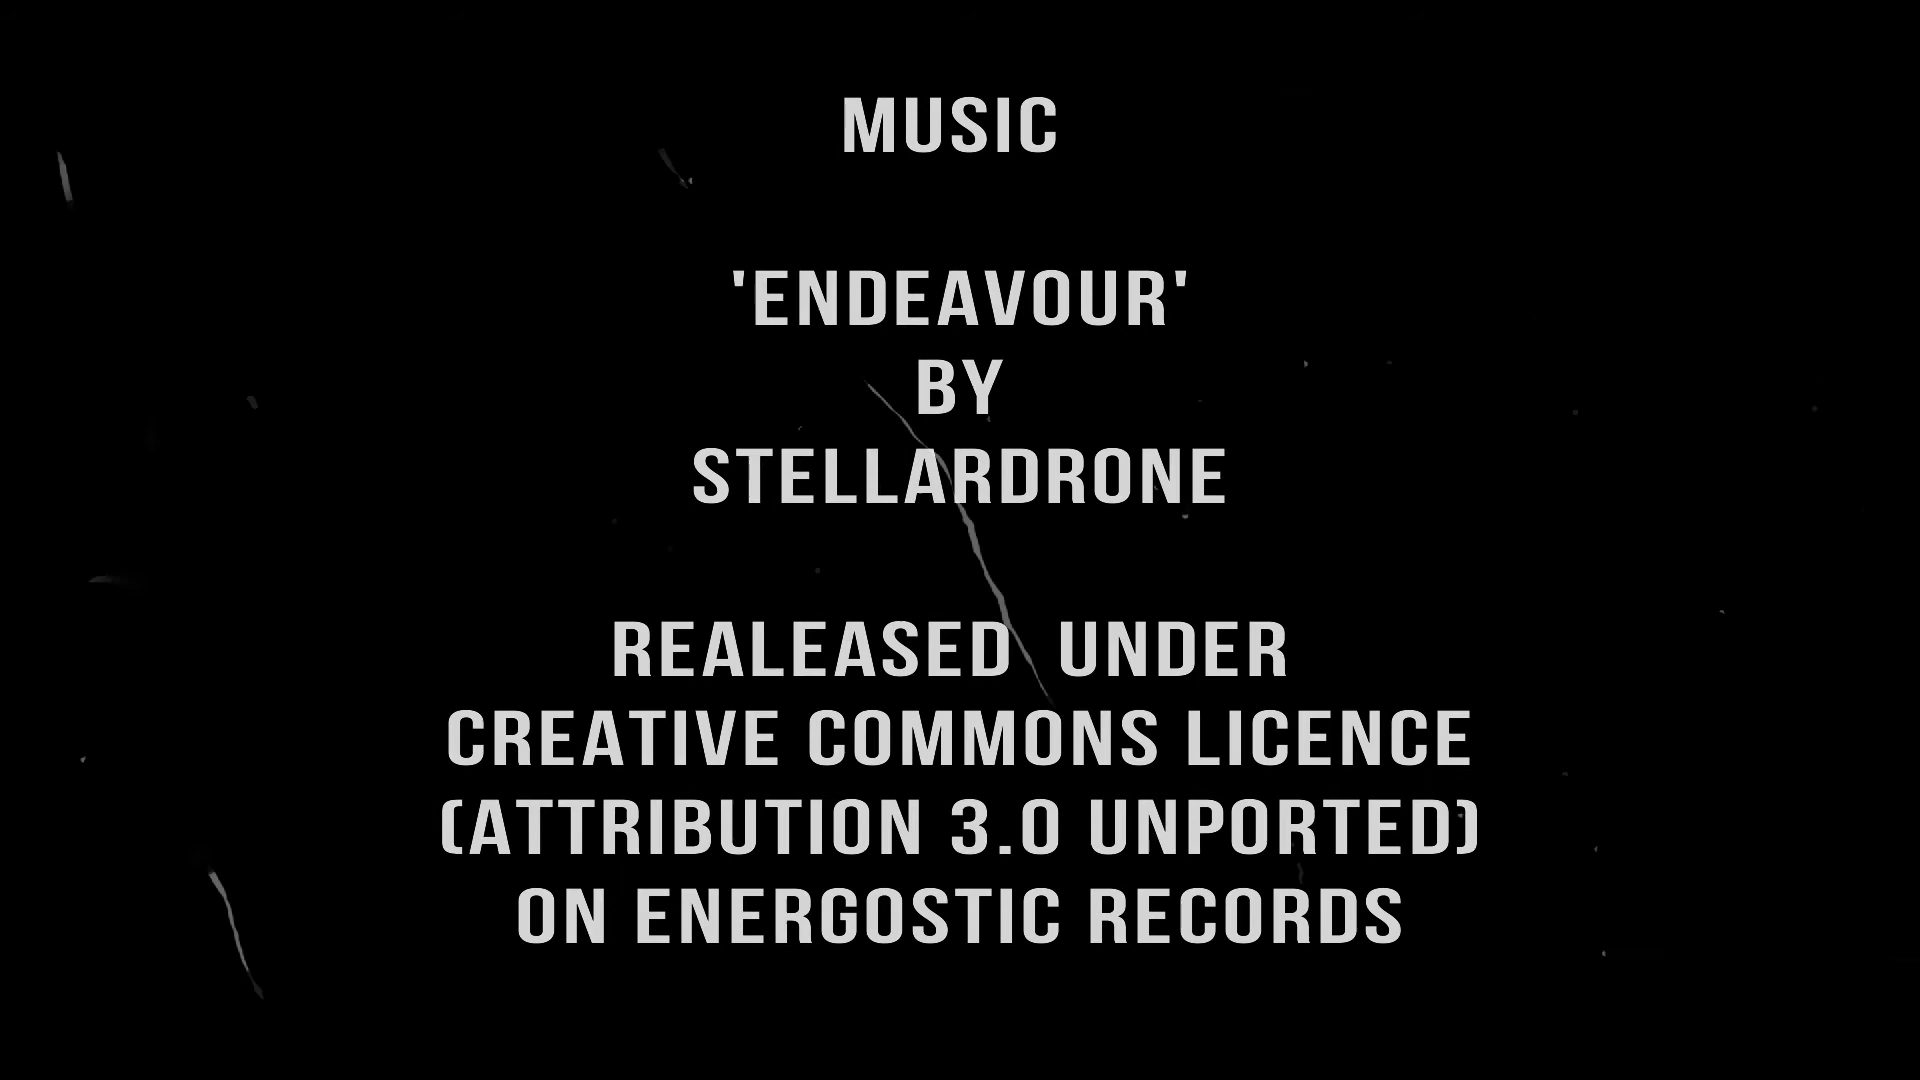 MUSIC
'ENDEAVOUR'
BY
STELLARDRONE
REALEASED UNDER
CREATIVE COMMONS LICENCE
(ATTRIBUTION 3.0 UNPORTED)
ON ENERGOSTIC RECORDS